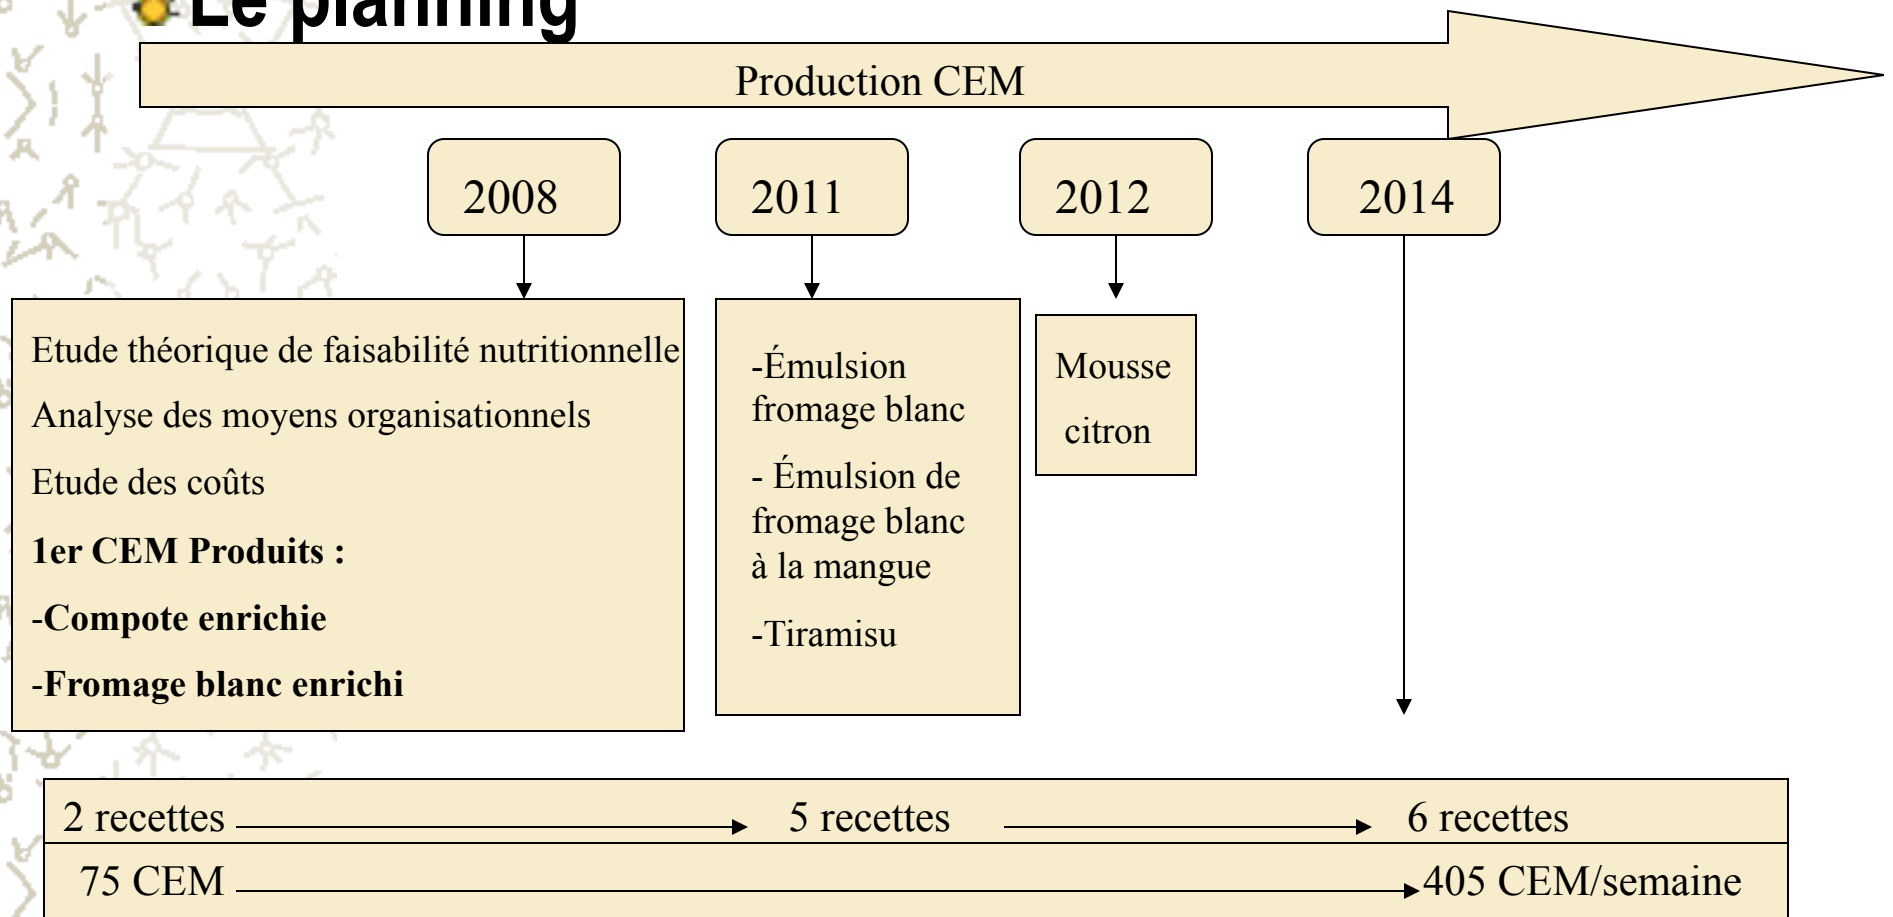 Le planning
Production CEM
2008
2011
2012
2014
Etude théorique de faisabilité nutritionnelle
Analyse des moyens organisationnels
Etude des coûts
1er CEM Produits :
-Compote enrichie
-Fromage blanc enrichi
-Émulsion
fromage blanc
- Émulsion de
fromage blanc
à la mangue
-Tiramisu
Mousse
citron
2 recettes
5 recettes
6 recettes
75 CEM
405 CEM/semaine